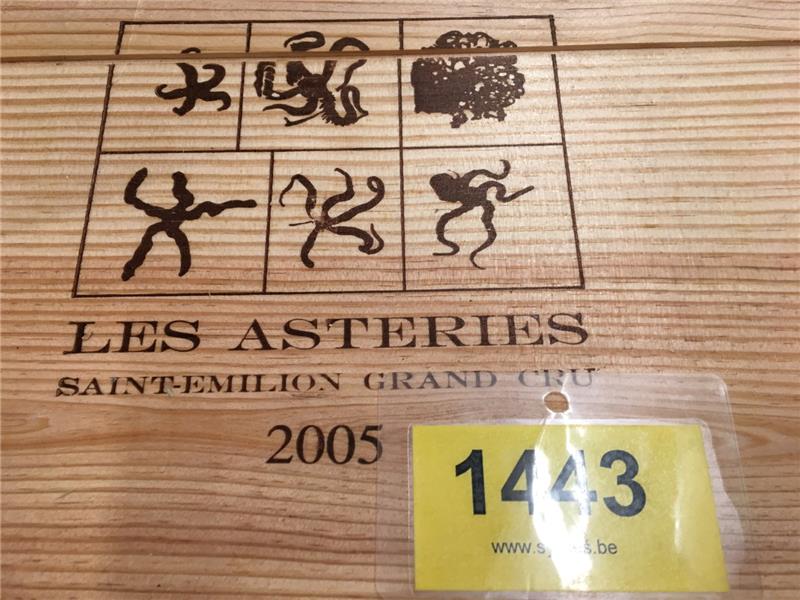 LES ASTERIES
SAINT-EMILION GRAND CRU
2005
1443